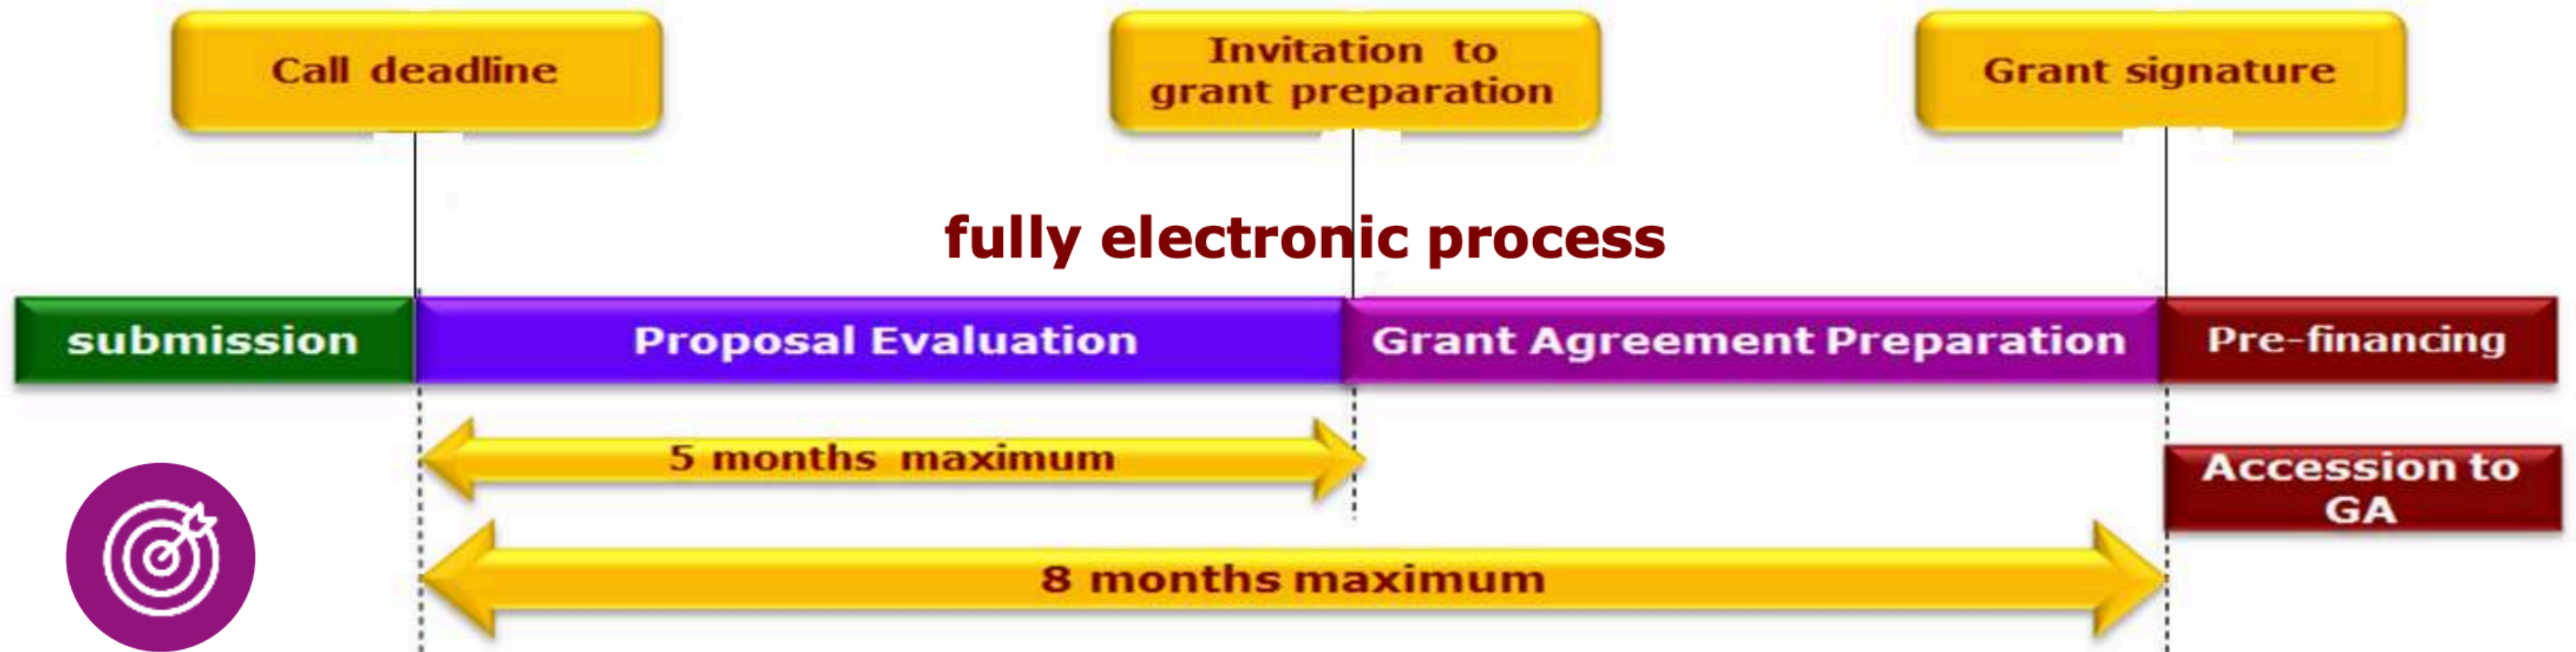 Call deadline
Invitation to
grant preparation
Grant signature
fully electronic process
submission
Proposal Evaluation
Grant Agreement Preparation
Pre-financing
5 months maximum
Accession to
GA
8 months maximum